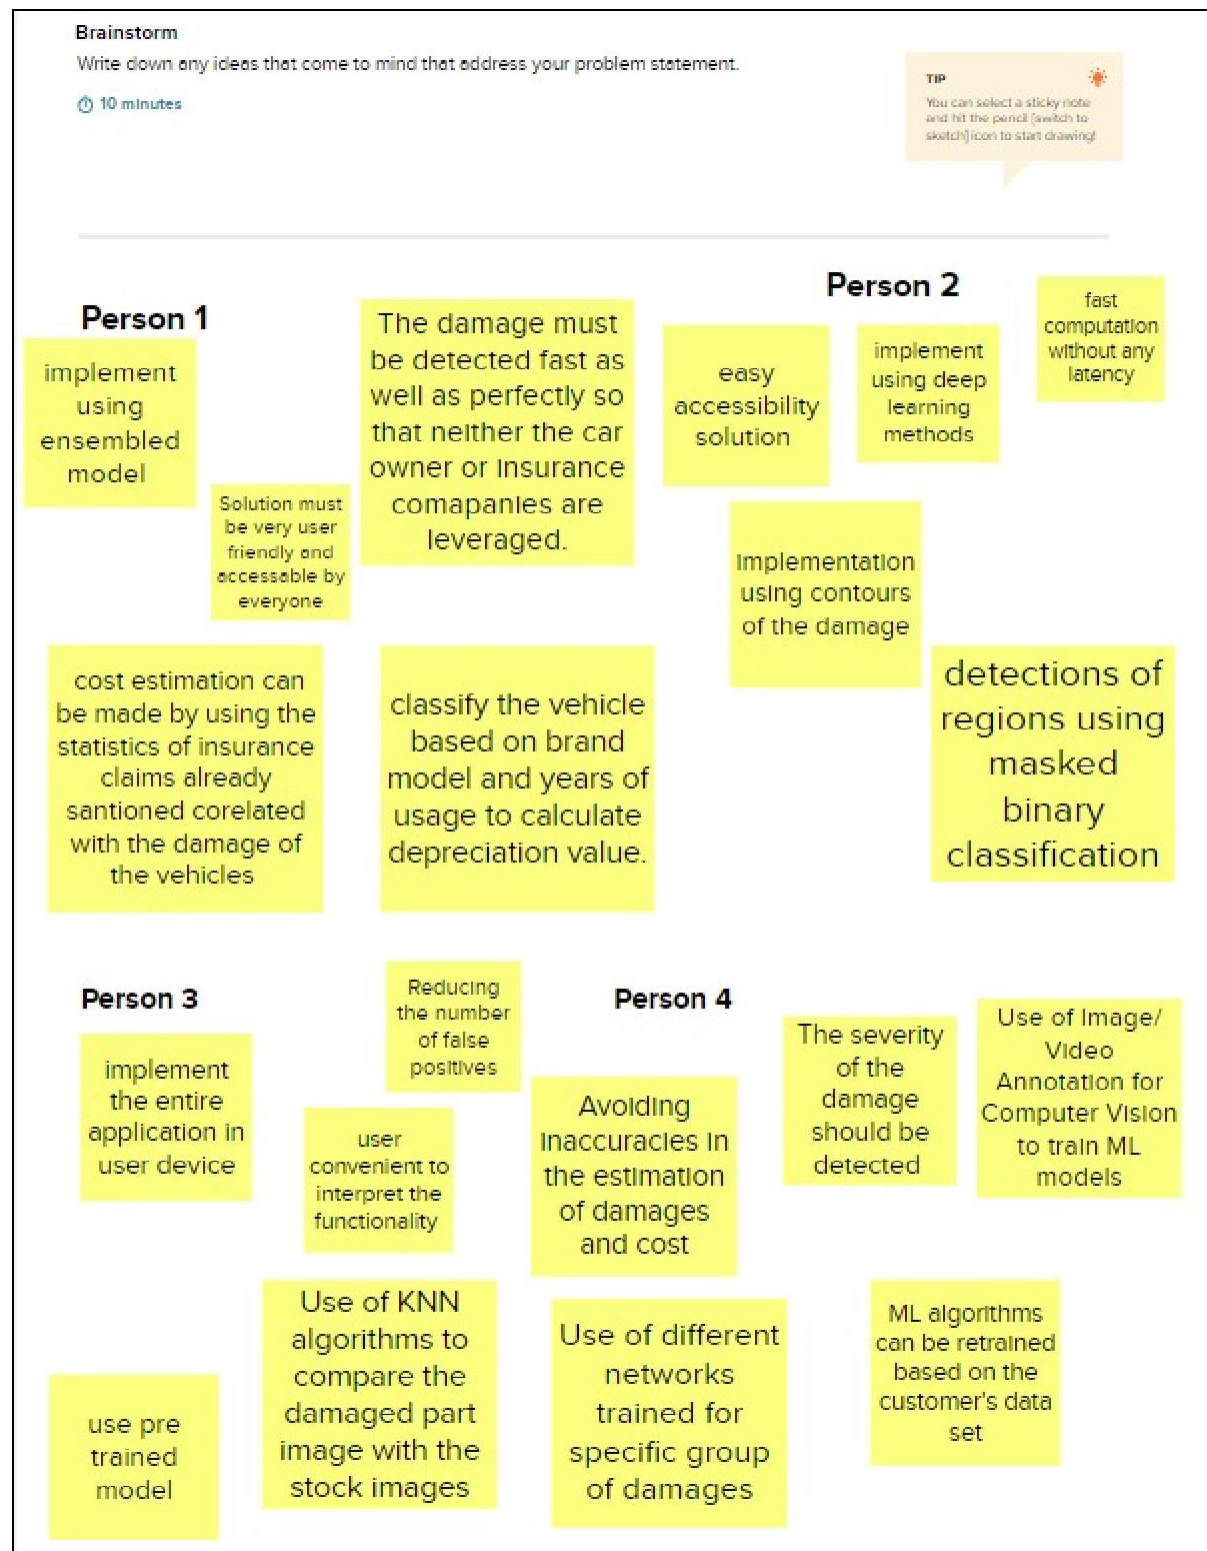 Brainstorm
Write down any ideas that come to mind that address your problem statement.
10 minutes
TIP
You can select a sticky note
and hit the pencil [switch to
sketch] icon to start drawing!
Person 1
implement
using
ensembled
model
Solution must
be very user
friendly and
accessable by
everyone
The damage must
be detected fast as
well as perfectly so
that neither the car
owner or insurance
comapanies are
leveraged.
cost estimation can
be made by using the
statistics of insurance
claims already
santioned corelated
with the damage of
the vehicles
classify the vehicle
based on brand
model and years of
usage to calculate
depreciation value.
Person 2
easy
accessibility
solution
implement
using deep
learning
methods
fast
computation
without any
latency
implementation
using contours
of the damage
detections of
regions using
masked
binary
classification
Person 3
implement
the entire
application in
user device
Reducing
the number
of false
positives
user
convenient to
interpret the
functionality
use pre
trained
model
Use of KNN
algorithms to
compare the
damaged part
image with the
stock images
Person 4
Avoiding
inaccuracies in
the estimation
of damages
and cost
The severity
of the
damage
should be
detected
Use of Image/
Video
Annotation for
Computer Vision
to train ML
models
Use of different
networks
trained for
specific group
of damages
ML algorithms
can be retrained
based on the
customer's data
set